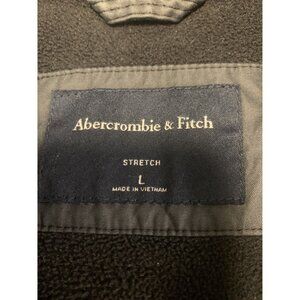 Abercrombie & Fitch
STRETCH
L
MADE IN VIETNAM